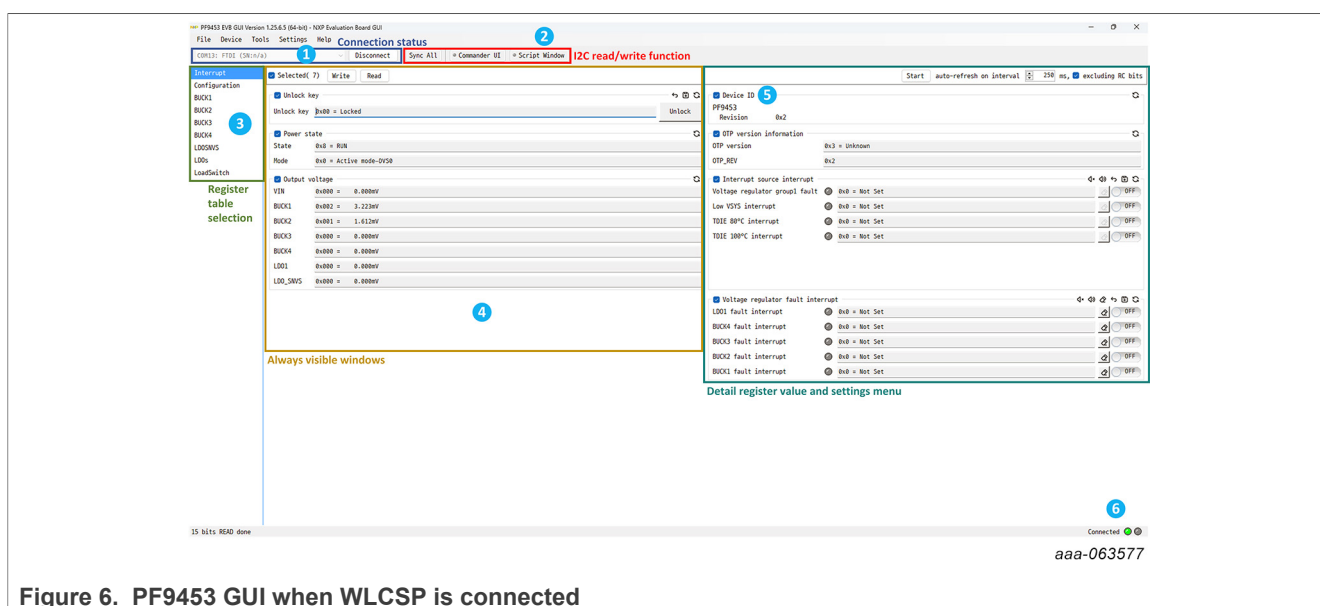 PF9453 EVB GUI Version 1.25.6.5 (64-bit) - NXP Evaluation Board GUI
File Device Tools Settings Help
Connection status
2
COM13: FTDI (SN:n/a)
1
Disconnect
Sync All
Commander UI
Script Window
I2C read/write function
Interrupt
Configuration
BUCK1
BUCK2
BUCK3
BUCK4
LDOSNVS
LDOs
LoadSwitch
3
Register
table
selection
Selected( 7) Write Read
Unlock key
Unlock key 0x00 = Locked Unlock
Power state
State 0x8 = RUN
Mode 0x0 = Active mode-DVS0
Output voltage
VIN 0x000 = 0.000mV
BUCK1 0x002 = 3.223mV
BUCK2 0x001 = 1.612mV
BUCK3 0x000 = 0.000mV
BUCK4 0x000 = 0.000mV
LDO1 0x000 = 0.000mV
LDO_SNVS 0x000 = 0.000mV
4
Always visible windows
Start auto-refresh on interval 250 ms, excluding RC bits
Device ID 5
PF9453
Revision 0x2
OTP version information
OTP version 0x3 = Unknown
OTP_REV 0x2
Interrupt source interrupt
Voltage regulator group1 fault 0x0 = Not Set OFF
Low VSYS interrupt 0x0 = Not Set OFF
TDIE 80°C interrupt 0x0 = Not Set OFF
TDIE 100°C interrupt 0x0 = Not Set OFF
Voltage regulator fault interrupt
LDO1 fault interrupt 0x0 = Not Set OFF
BUCK4 fault interrupt 0x0 = Not Set OFF
BUCK3 fault interrupt 0x0 = Not Set OFF
BUCK2 fault interrupt 0x0 = Not Set OFF
BUCK1 fault interrupt 0x0 = Not Set OFF
Detail register value and settings menu
6
15 bits READ done
Connected
aaa-063577
Figure 6. PF9453 GUI when WLCSP is connected